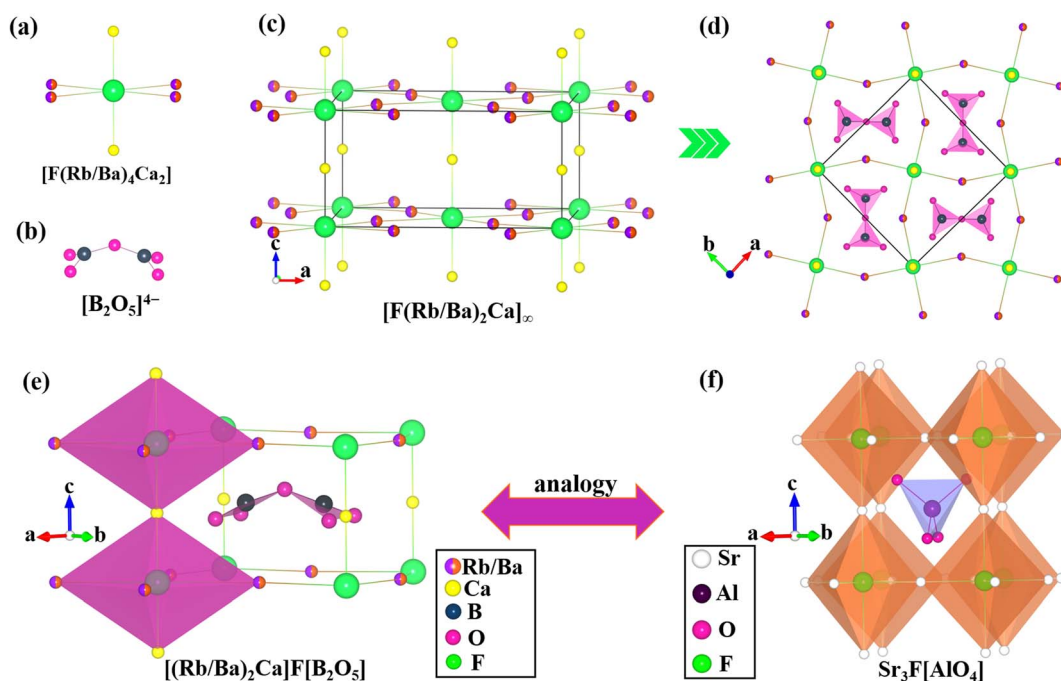 (a)
[F(Rb/Ba)₄Ca₂]
(b)
[B₂O₅]⁴⁻
(c)
c
a
[F(Rb/Ba)₂Ca]∞
(d)
b
a
(e)
c
a
b
[(Rb/Ba)₂Ca]F[B₂O₅]
analogy
Rb/Ba
Ca
B
O
F
Sr
Al
O
F
(f)
c
a
b
Sr₃F[AlO₄]